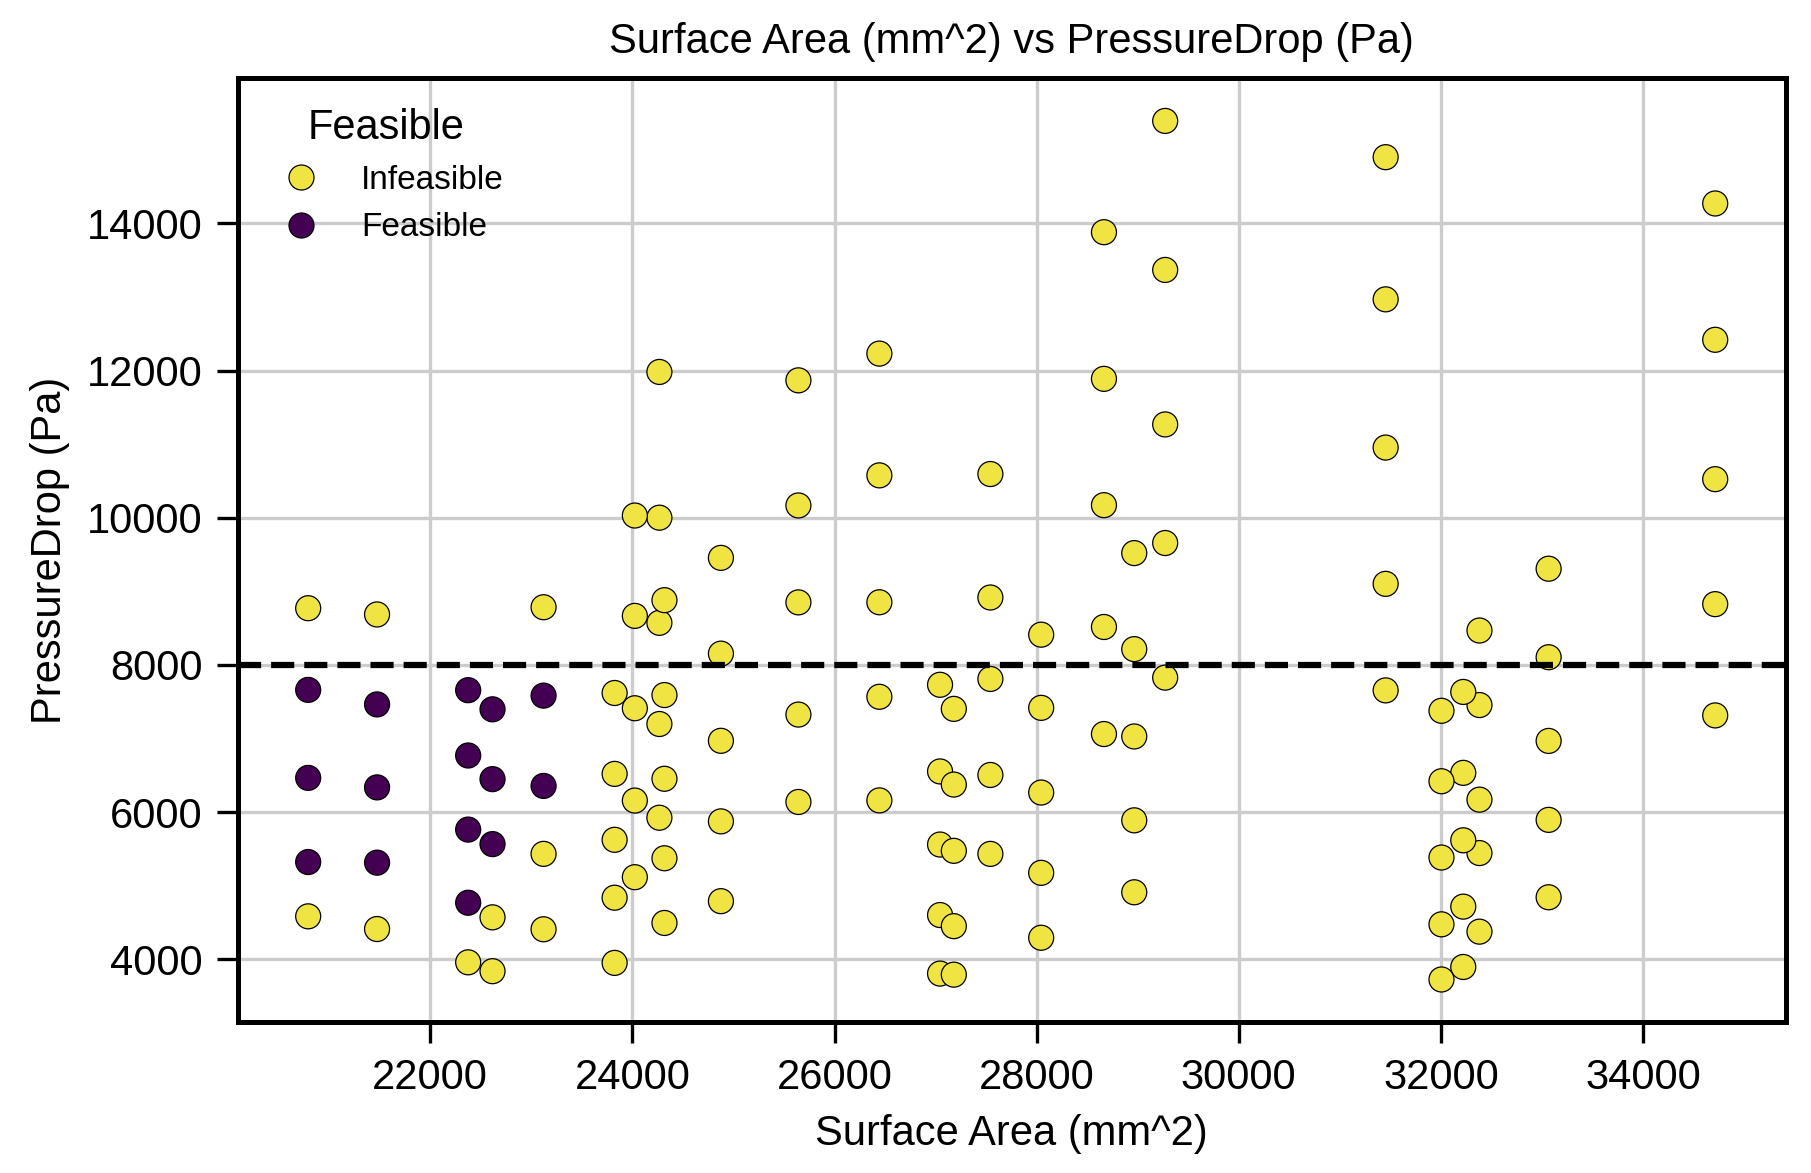 Surface Area (mm^2) vs PressureDrop (Pa)
Feasible
Infeasible
Feasible
14000
12000
10000
8000
6000
4000
PressureDrop (Pa)
22000 24000 26000 28000 30000 32000 34000
Surface Area (mm^2)